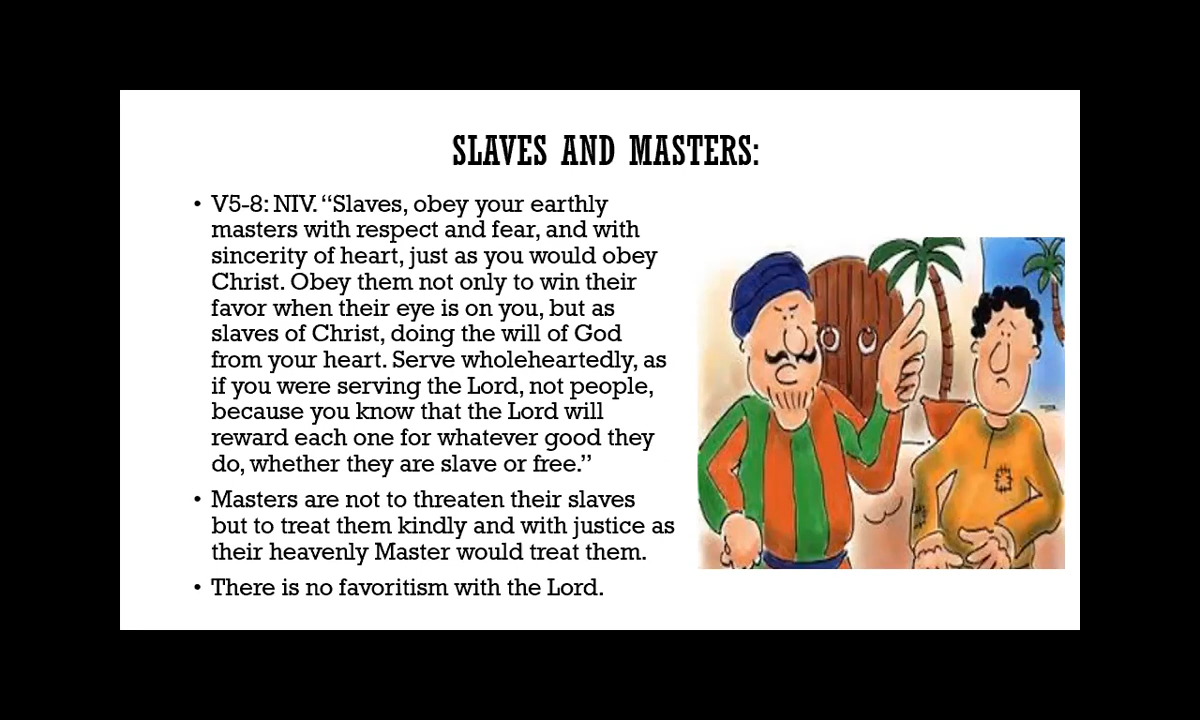 SLAVES AND MASTERS:
• V5-8: NIV. “Slaves, obey your earthly
masters with respect and fear, and with
sincerity of heart, just as you would obey
Christ. Obey them not only to win their
favor when their eye is on you, but as
slaves of Christ, doing the will of God
from your heart. Serve wholeheartedly, as
if you were serving the Lord, not people,
because you know that the Lord will
reward each one for whatever good they
do, whether they are slave or free.”
• Masters are not to threaten their slaves
but to treat them kindly and with justice as
their heavenly Master would treat them.
• There is no favoritism with the Lord.